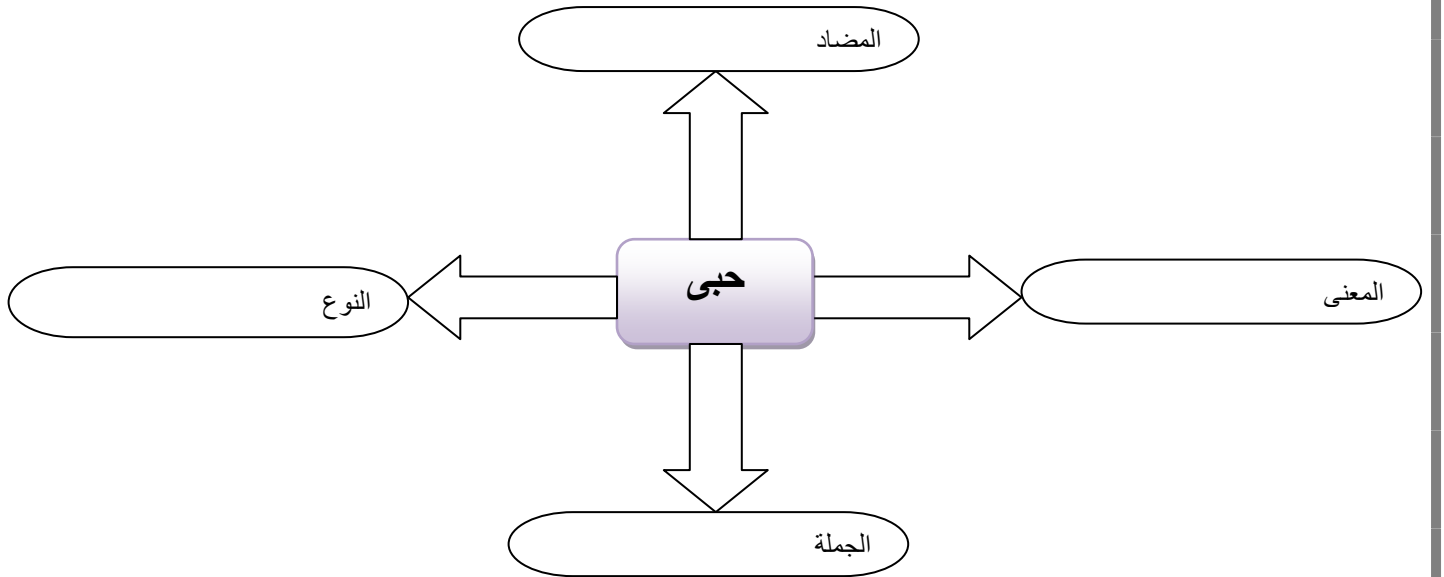 المضاد
حبى
المعنى
النوع
الجملة